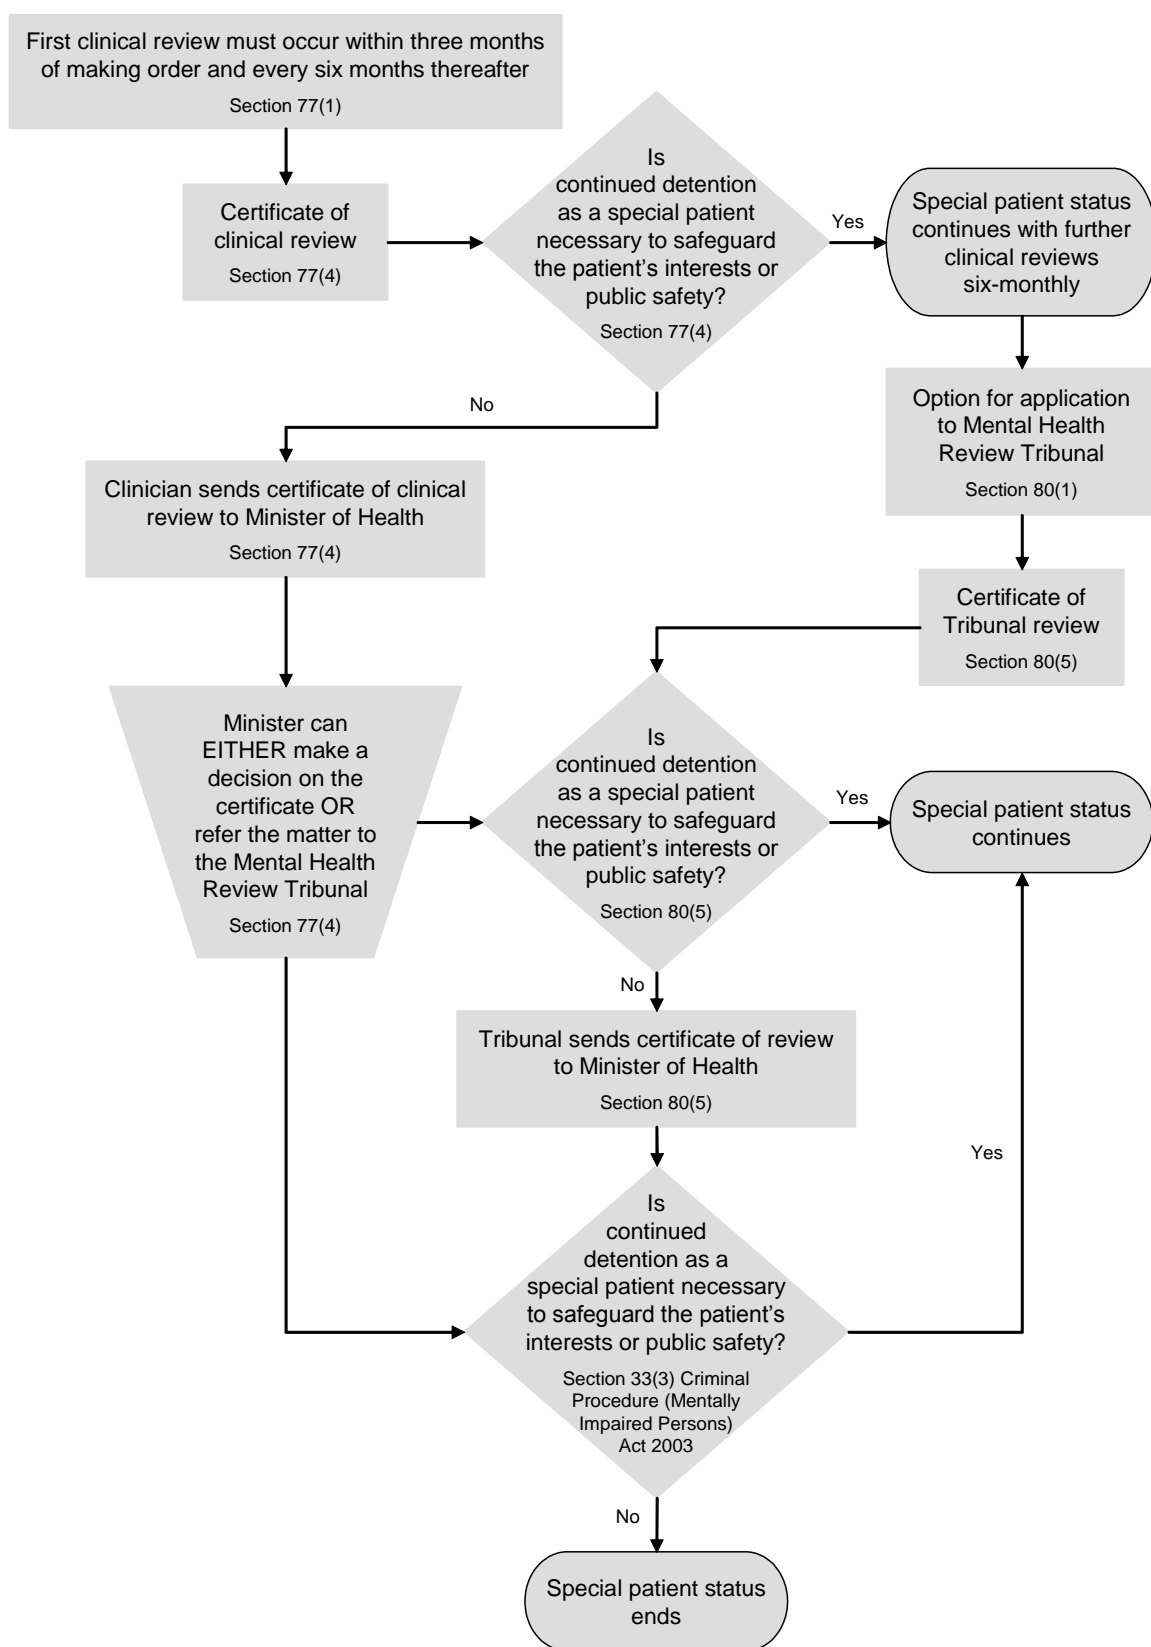 First clinical review must occur within three months
of making order and every six months thereafter
Section 77(1)
Certificate of
clinical review
Section 77(4)
Is
continued detention
as a special patient
necessary to safeguard
the patient’s interests or
public safety?
Section 77(4)
Yes
Special patient status
continues with further
clinical reviews
six-monthly
No
Option for application
to Mental Health
Review Tribunal
Section 80(1)
Clinician sends certificate of clinical
review to Minister of Health
Section 77(4)
Certificate of
Tribunal review
Section 80(5)
Minister can
EITHER make a
decision on the
certificate OR
refer the matter to
the Mental Health
Review Tribunal
Section 77(4)
Is
continued detention
as a special patient
necessary to safeguard
the patient’s interests or
public safety?
Section 80(5)
Yes
Special patient status
continues
No
Tribunal sends certificate of review
to Minister of Health
Section 80(5)
Yes
Is
continued
detention as a
special patient necessary
to safeguard the patient’s
interests or public safety?
Section 33(3) Criminal
Procedure (Mentally
Impaired Persons)
Act 2003
No
Special patient status
ends